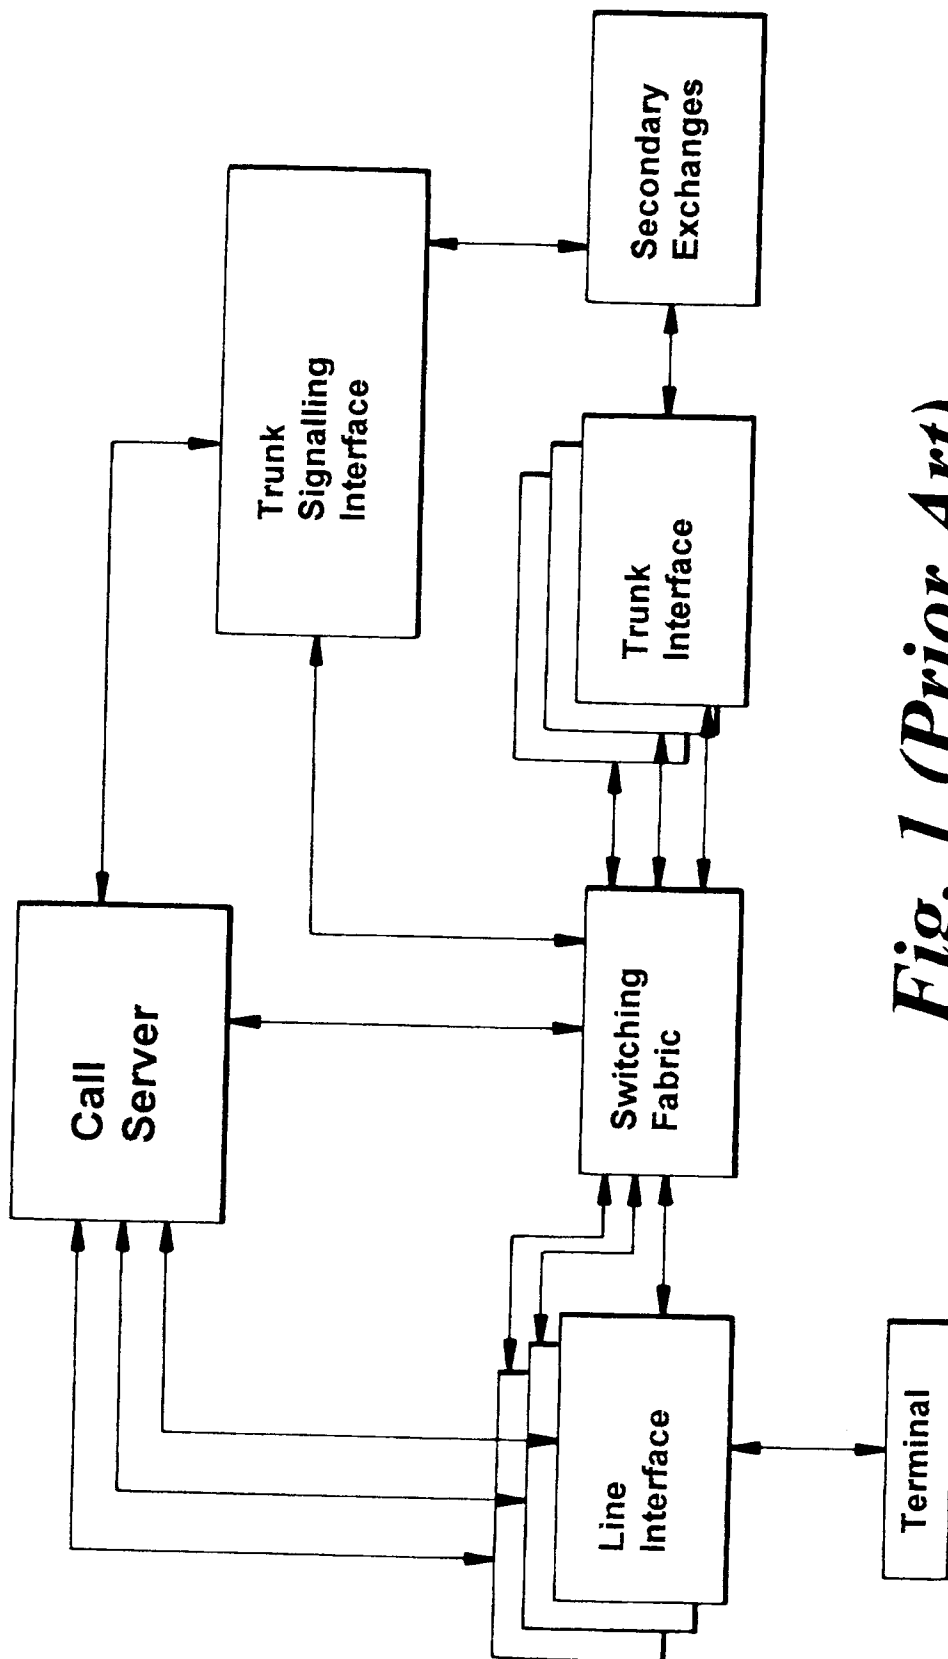 Call
Server
Trunk
Signalling
Interface
Line
Interface
Switching
Fabric
Trunk
Interface
Secondary
Exchanges
Terminal
Fig. 1 (Prior Art)